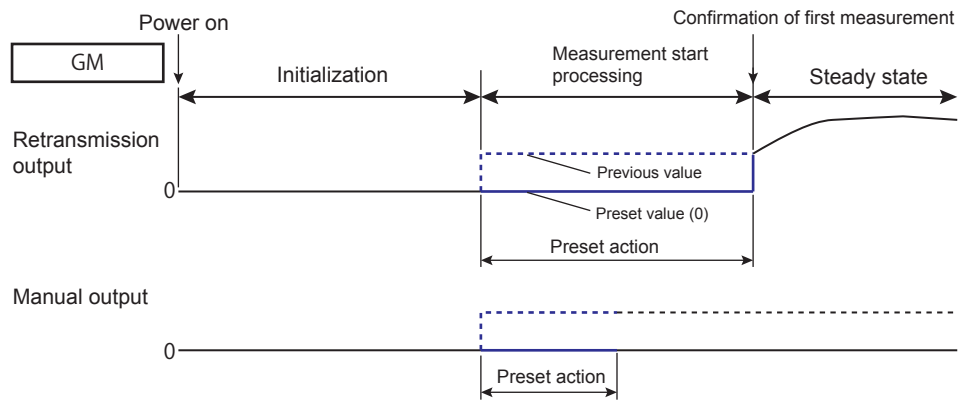 Power on
Confirmation of first measurement
GM
Initialization
Measurement start
processing
Steady state
Retransmission
output
Previous value
0
Preset value (0)
Preset action
Manual output
0
Preset action